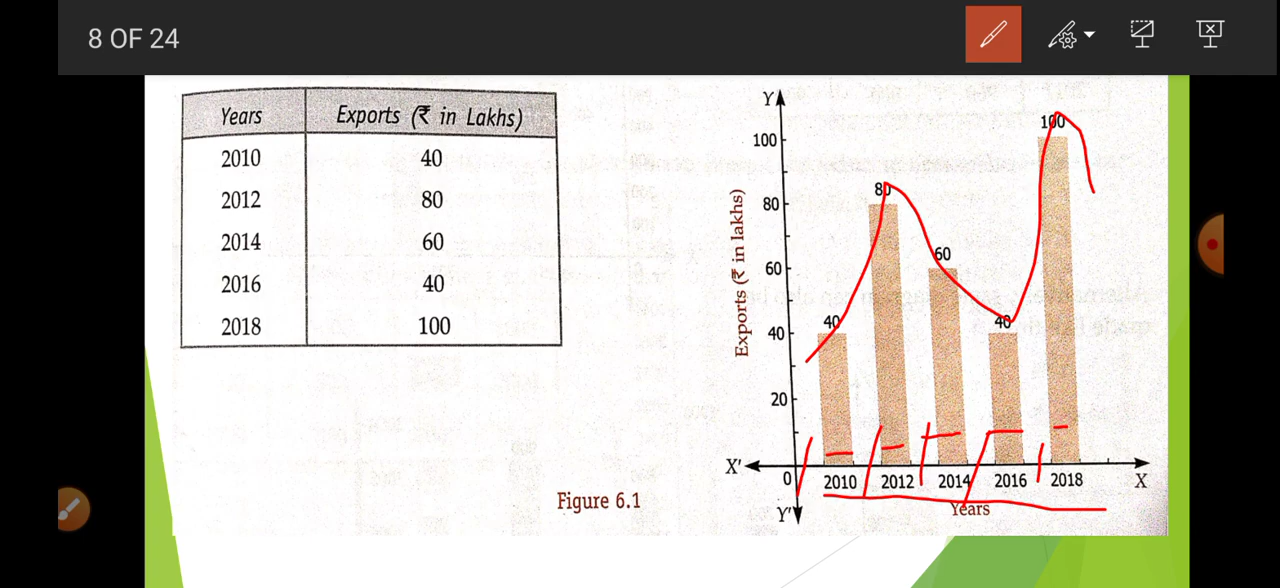 8 OF 24
Years Exports (₹ in Lakhs)
2010 40
2012 80
2014 60
2016 40
2018 100
Figure 6.1
Y
Exports (₹ in lakhs)
100
80
60
40
20
0
40
80
60
40
100
X'
2010 2012 2014 2016 2018
X
Y'
Years